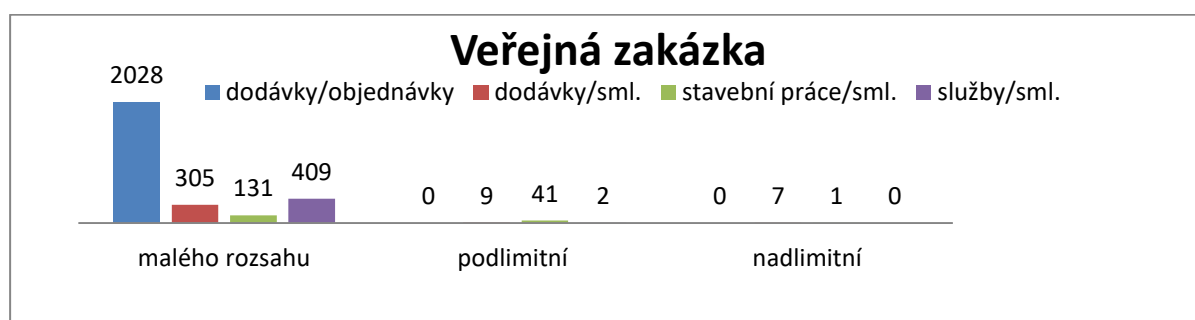 Veřejná zakázka
dodávky/objednávky dodávky/sml. stavební práce/sml. služby/sml.
2028 305 131 409 0 9 41 2 0 7 1 0
malého rozsahu podlimitní nadlimitní